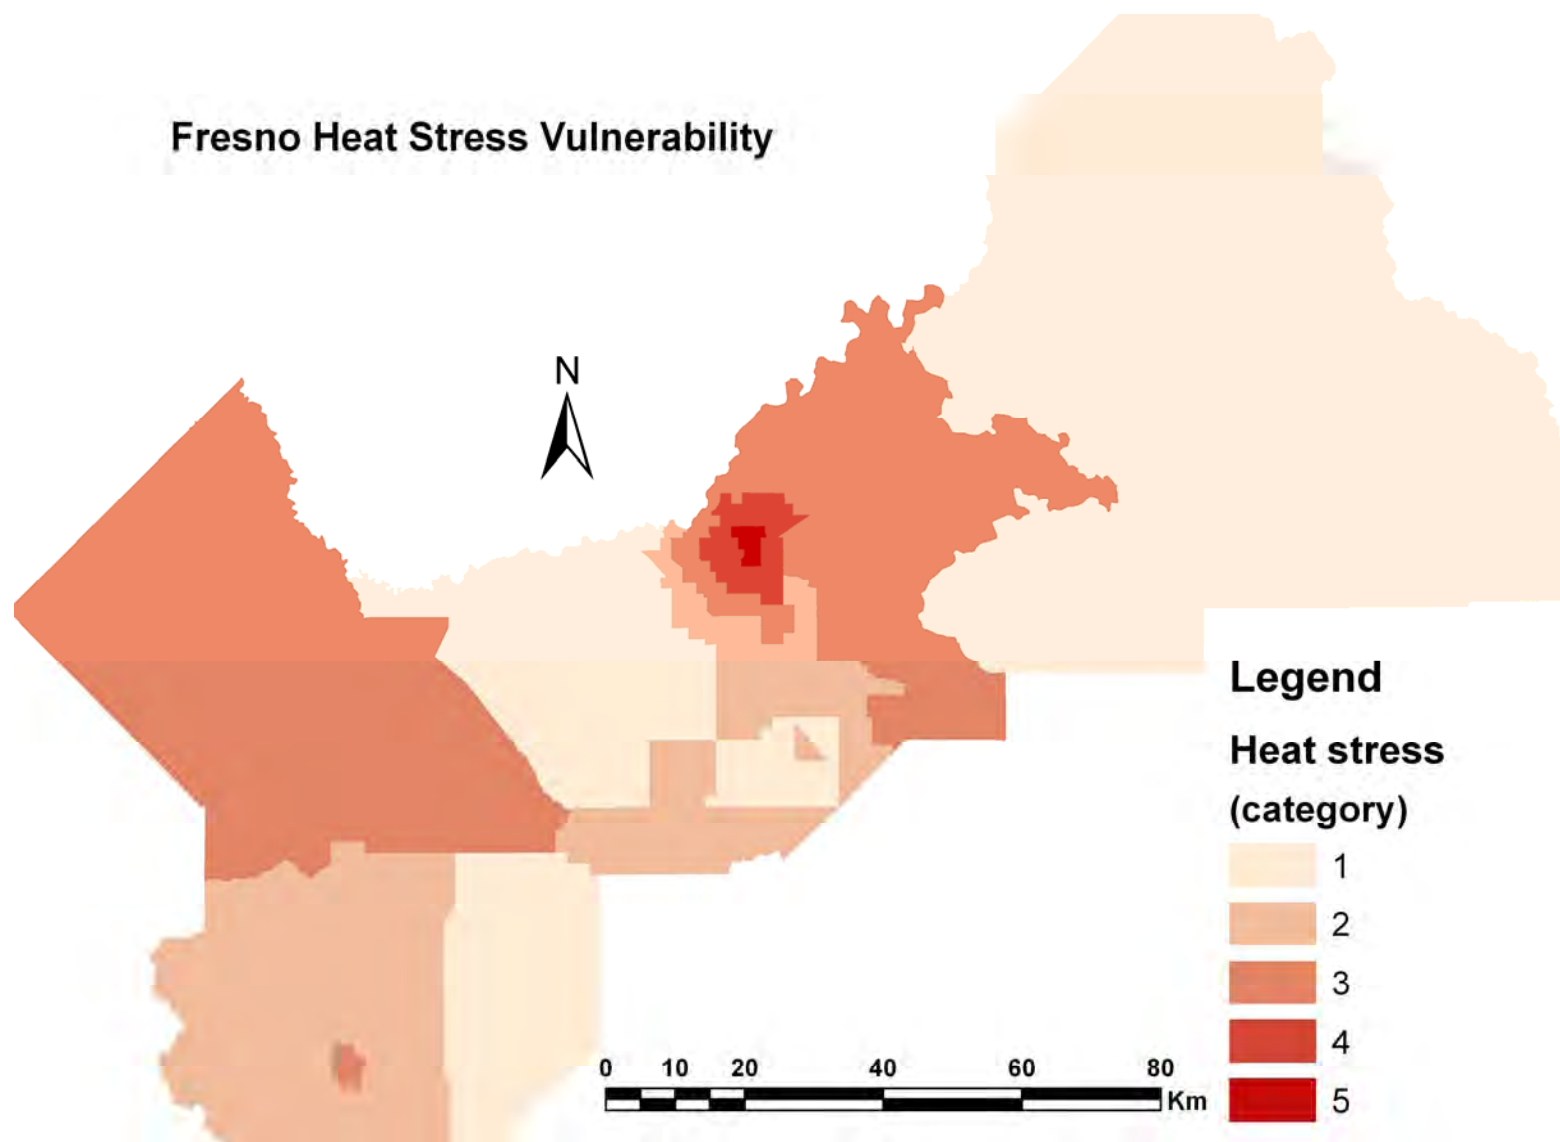 Fresno Heat Stress Vulnerability
N
Legend
Heat stress
(category)
1
2
3
4
5
0 10 20 40 60 80
Km